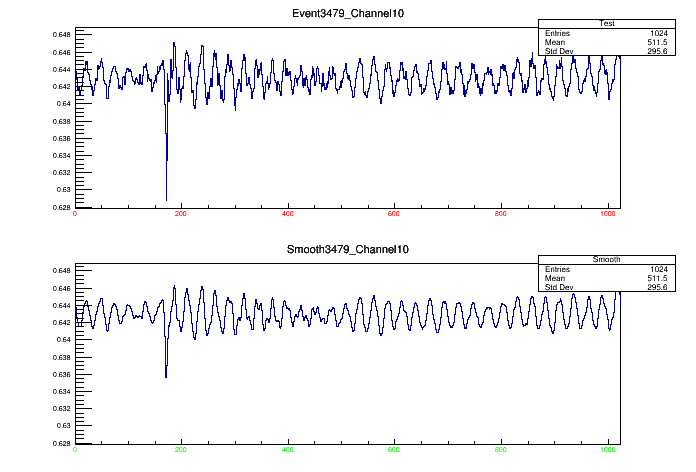 Event3479_Channel10
Test
Entries 1024
Mean 511.5
Std Dev 295.6
0.648
0.646
0.644
0.642
0.64
0.638
0.636
0.634
0.632
0.63
0.628
0 200 400 600 800 1000
Smooth3479_Channel10
Smooth
Entries 1024
Mean 511.5
Std Dev 295.6
0.648
0.646
0.644
0.642
0.64
0.638
0.636
0.634
0.632
0.63
0.628
0 200 400 600 800 1000